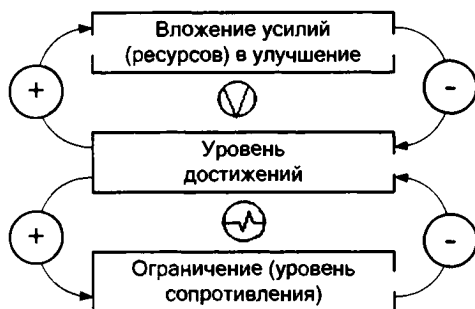 Вложение усилий
(ресурсов) в улучшение
+
-
Уровень
достижений
+
-
Ограничение (уровень
сопротивления)